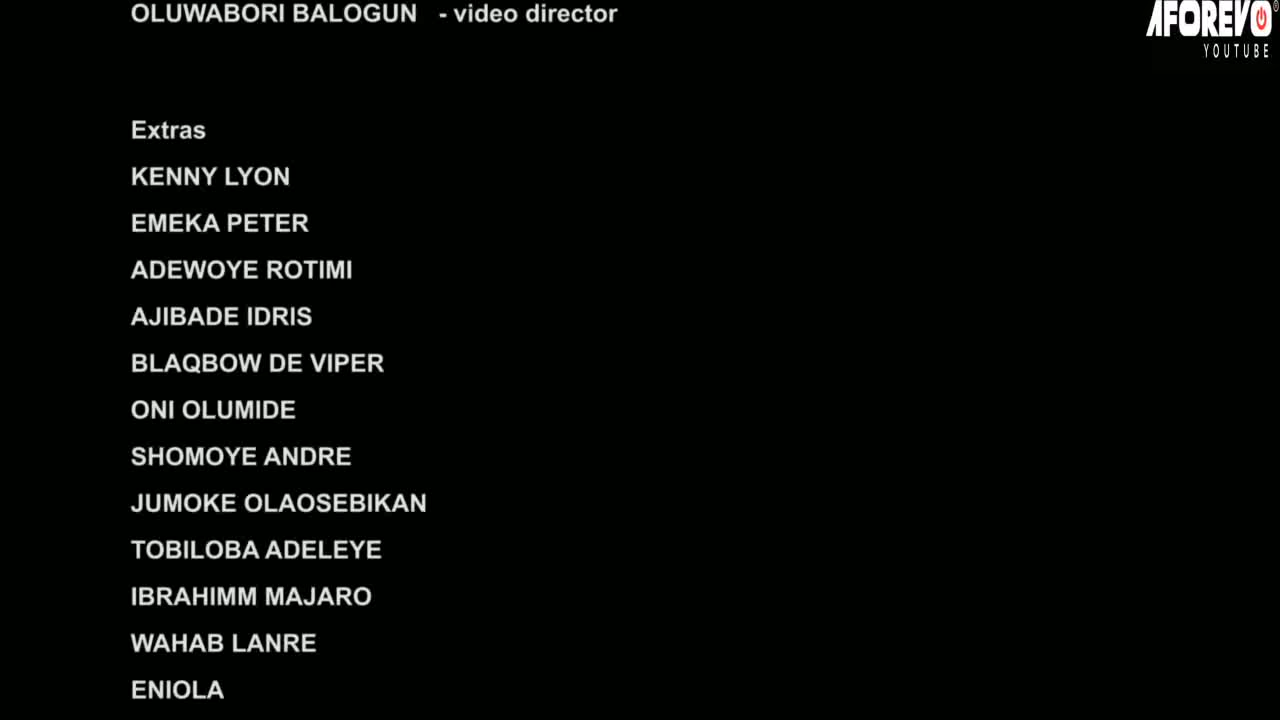 OLUWABORI BALOGUN - video director
AFOREVO
YOUTUBE
Extras
KENNY LYON
EMEKA PETER
ADEWOYE ROTIMI
AJIBADE IDRIS
BLAQBOW DE VIPER
ONI OLUMIDE
SHOMOYE ANDRE
JUMOKE OLAOSEBIKAN
TOBILOBA ADELEYE
IBRAHIMM MAJARO
WAHAB LANRE
ENIOLA